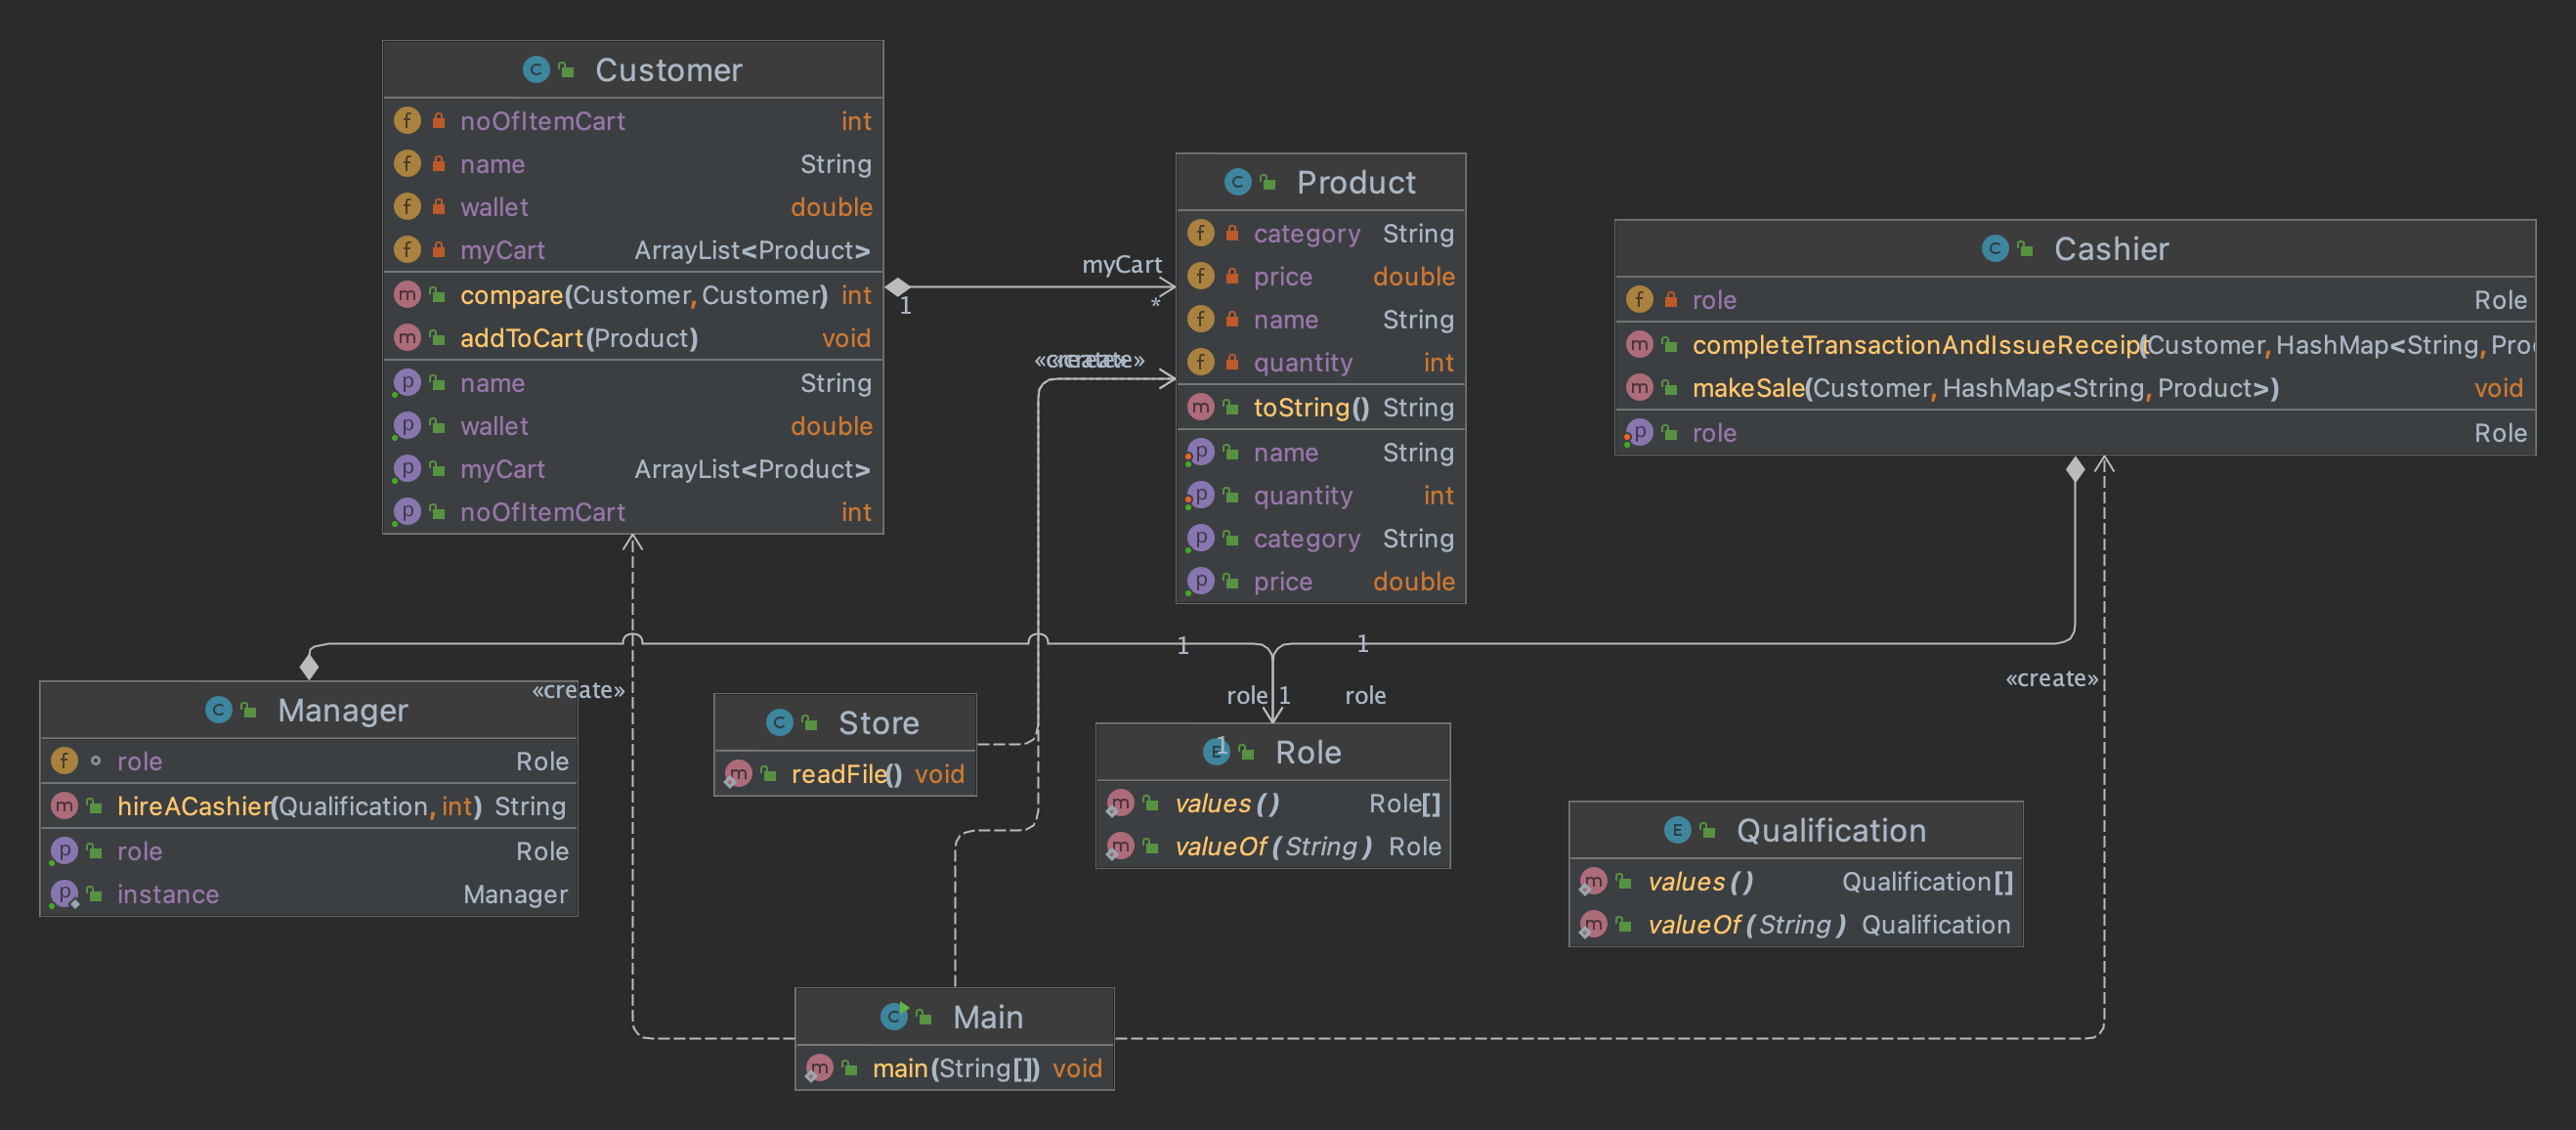 Customer
noOfItemCart int
name String
wallet double
myCart ArrayList<Product>
compare(Customer, Customer) int
addToCart(Product) void
name String
wallet double
myCart ArrayList<Product>
noOfItemCart int
myCart
1
*
«create»
Product
category String
price double
name String
quantity int
toString() String
name String
quantity int
category String
price double
Cashier
role Role
completeTransactionAndIssueReceipt(Customer, HashMap<String, Pro
makeSale(Customer, HashMap<String, Product>) void
role Role
1
1
«create»
«create»
Manager
role Role
hireACashier(Qualification, int) String
role Role
instance Manager
Store
readFile() void
role
1
role
1
Role
values() Role[]
valueOf(String) Role
Qualification
values() Qualification[]
valueOf(String) Qualification
Main
main(String[]) void